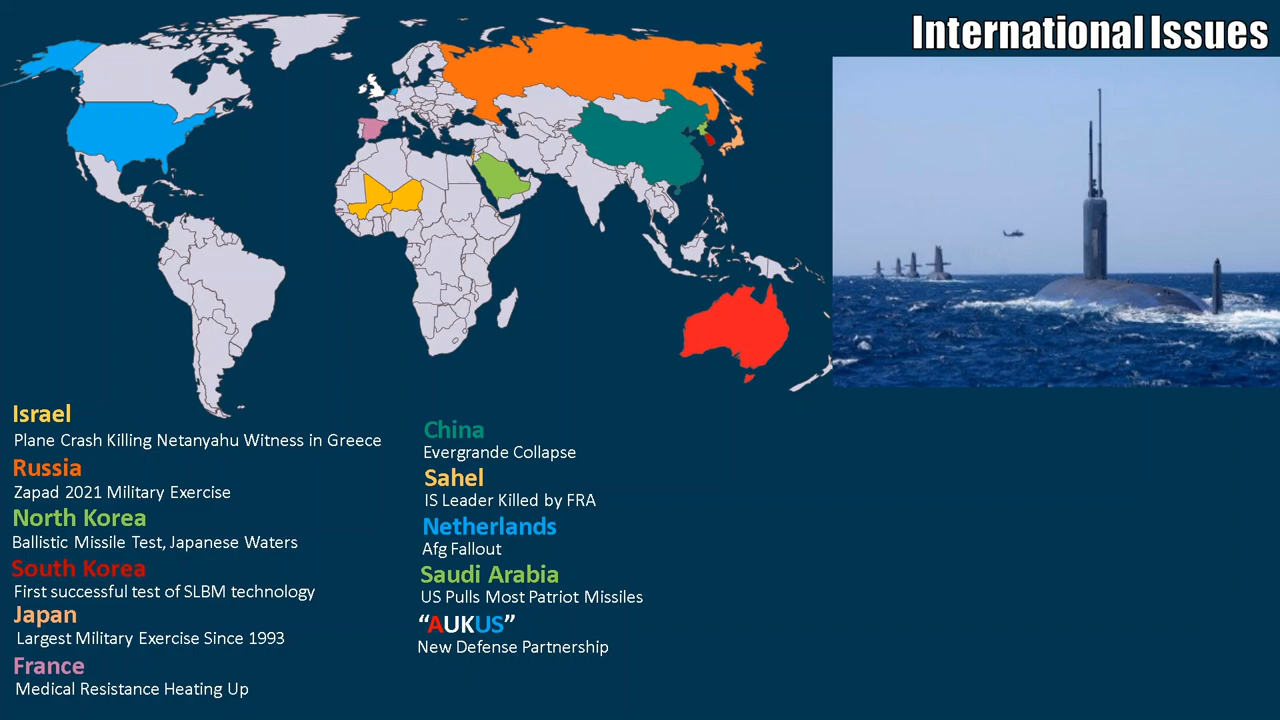 International Issues
Israel
Plane Crash Killing Netanyahu Witness in Greece
Russia
Zapad 2021 Military Exercise
North Korea
Ballistic Missile Test, Japanese Waters
South Korea
First successful test of SLBM technology
Japan
Largest Military Exercise Since 1993
France
Medical Resistance Heating Up
China
Evergrande Collapse
Sahel
IS Leader Killed by FRA
Netherlands
Afg Fallout
Saudi Arabia
US Pulls Most Patriot Missiles
“AUKUS”
New Defense Partnership